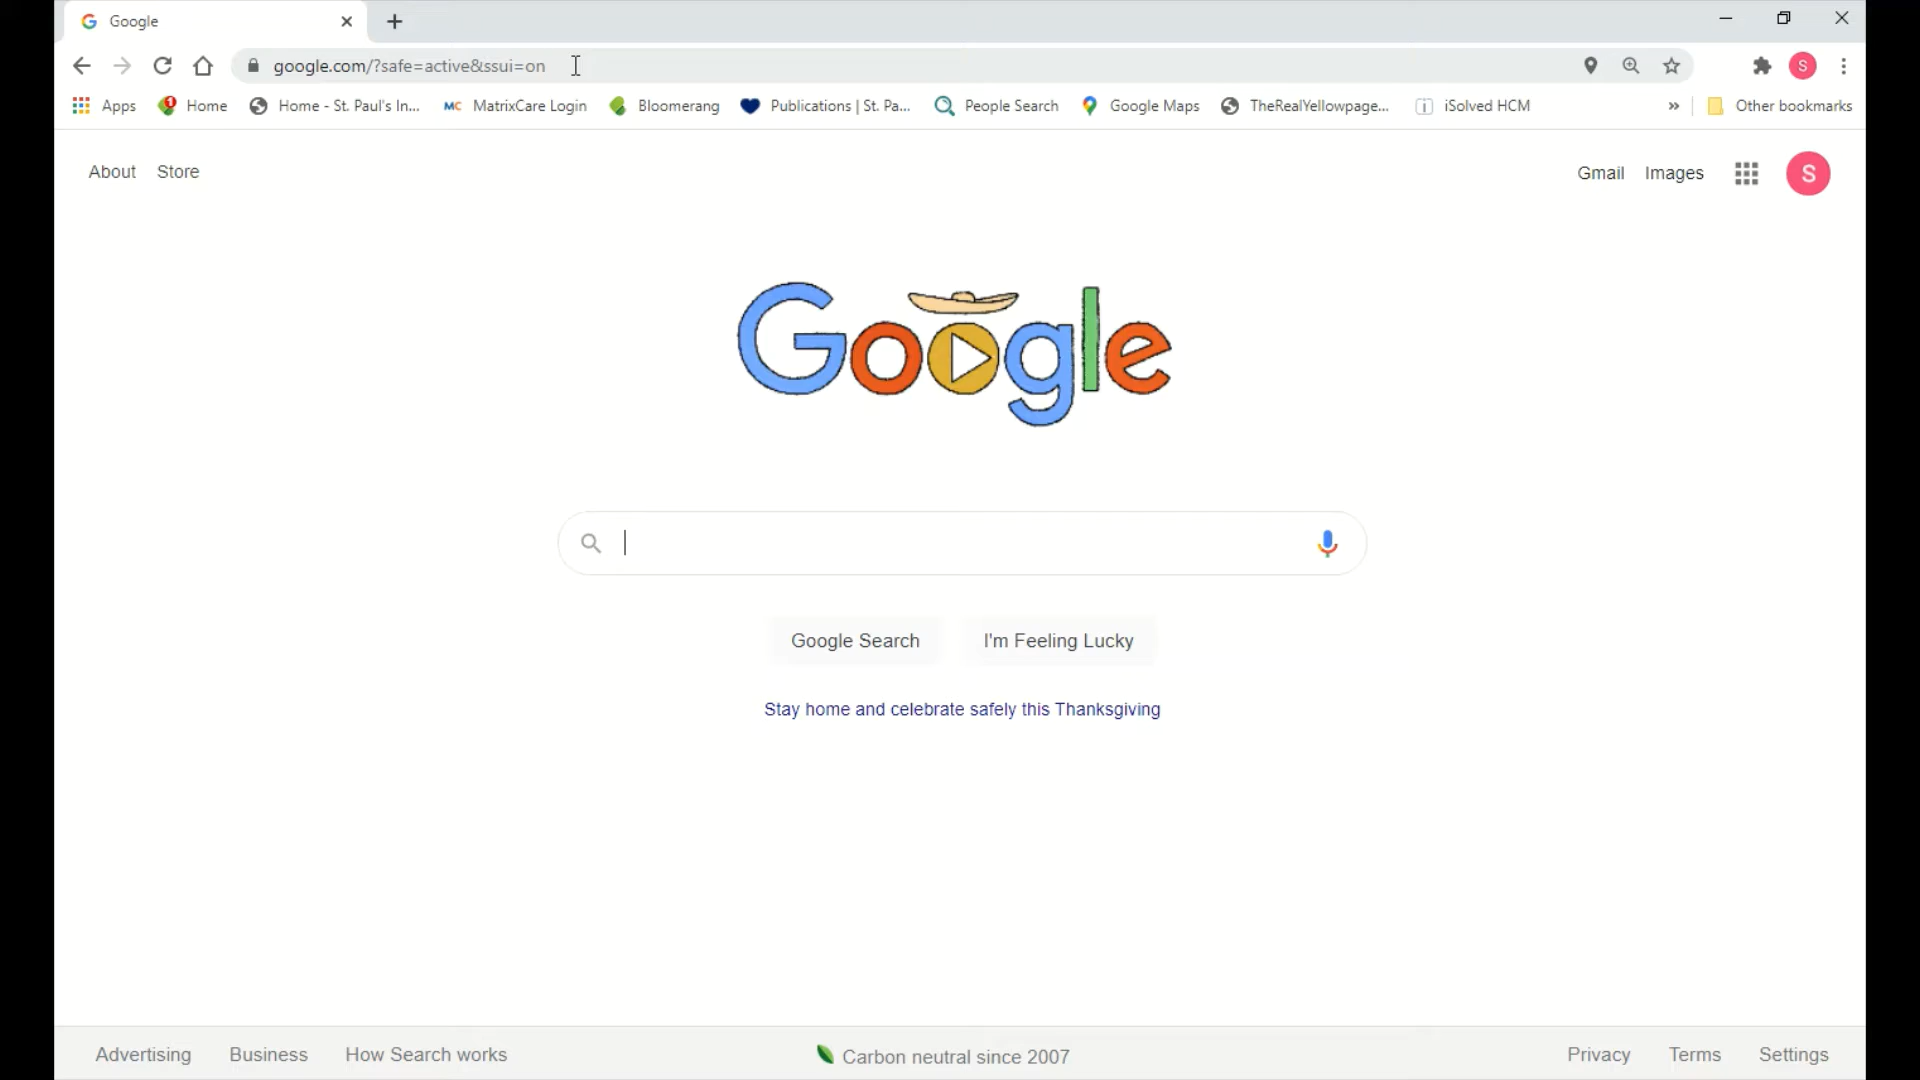 Google
google.com/?safe=active&ssui=on
S
Apps Home Home - St. Paul's In... MC MatrixCare Login Bloomerang Publications | St. Pa... People Search Google Maps TheRealYellowpage... iSolved HCM » Other bookmarks
About Store Gmail Images S
Google
Google Search I'm Feeling Lucky
Stay home and celebrate safely this Thanksgiving
Advertising Business How Search works Carbon neutral since 2007 Privacy Terms Settings